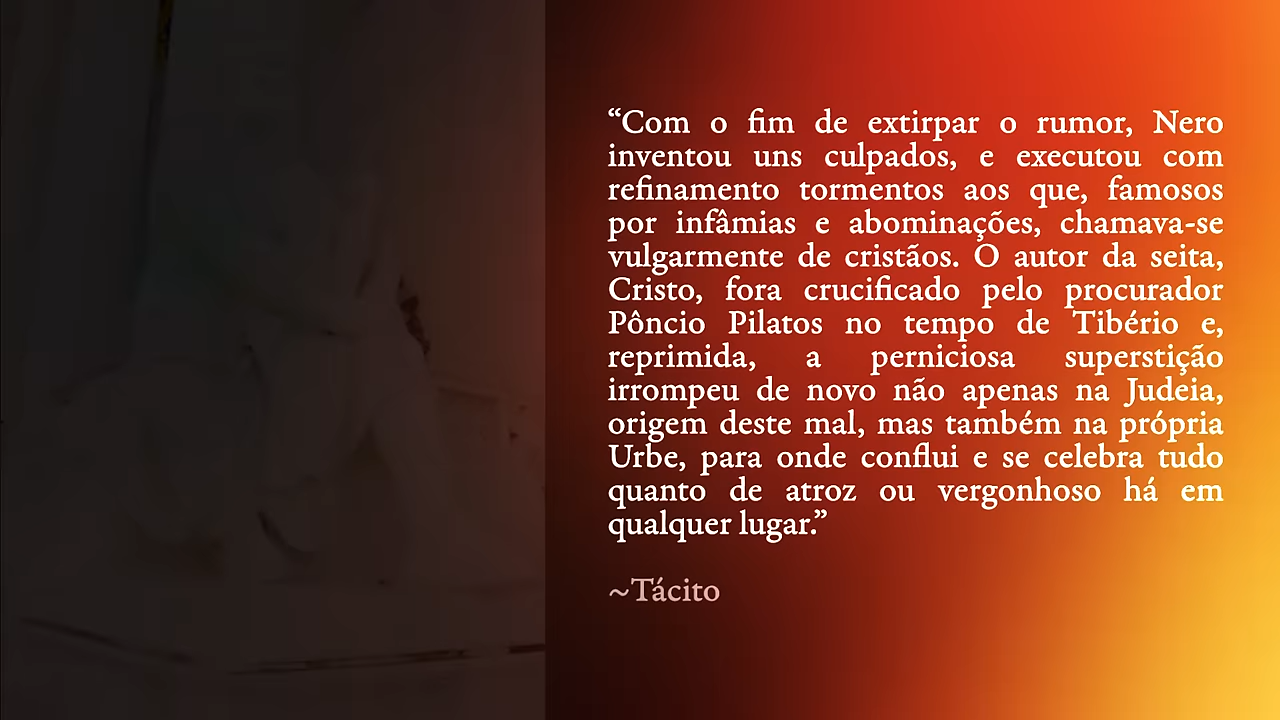 “Com o fim de extirpar o rumor, Nero
inventou uns culpados, e executou com
refinamento tormentos aos que, famosos
por infâmias e abominações, chamava-se
vulgarmente de cristãos. O autor da seita,
Cristo, fora crucificado pelo procurador
Pôncio Pilatos no tempo de Tibério e,
reprimida, a perniciosa superstição
irrompeu de novo não apenas na Judeia,
origem deste mal, mas também na própria
Urbe, para onde conflui e se celebra tudo
quanto de atroz ou vergonhoso há em
qualquer lugar.”
~Tácito